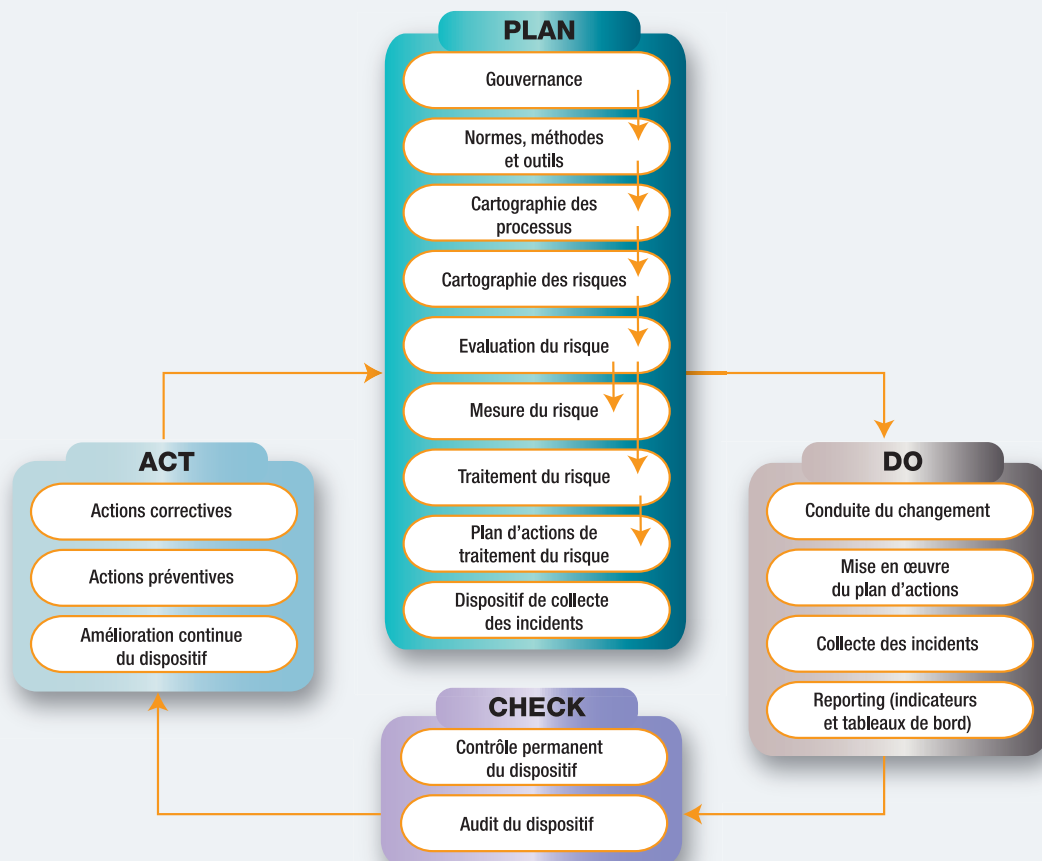 PLAN
Gouvernance
Normes, méthodes
et outils
Cartographie des
processus
Cartographie des risques
Evaluation du risque
Mesure du risque
Traitement du risque
Plan d'actions de
traitement du risque
Dispositif de collecte
des incidents
ACT
Actions correctives
Actions préventives
Amélioration continue
du dispositif
DO
Conduite du changement
Mise en œuvre
du plan d'actions
Collecte des incidents
Reporting (indicateurs
et tableaux de bord)
CHECK
Contrôle permanent
du dispositif
Audit du dispositif